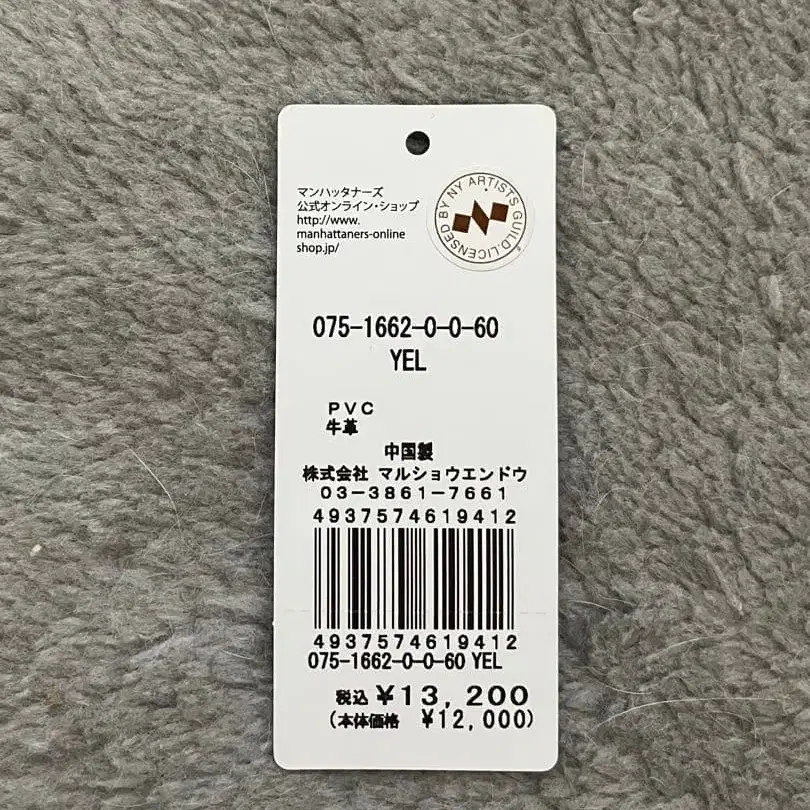 マンハッタナーズ
公式オンライン・ショップ
http://www.
manhattaners-online
shop.jp/
LICENSED BY NY ARTISTS GUILD.
075-1662-0-0-60
YEL
PVC
牛革
中国製
株式会社 マルショウエンドウ
03-3861-7661
4937574619412
4937574619412
075-1662-0-0-60 YEL
税込 ¥13,200
(本体価格 ¥12,000)